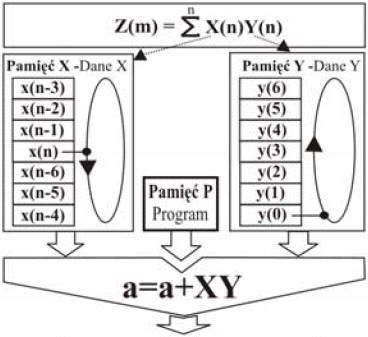 n
Z(m) = ∑ X(n)Y(n)
Pamięć X -Dane X
x(n-3)
x(n-2)
x(n-1)
x(n)
x(n-6)
x(n-5)
x(n-4)
Pamięć P
Program
Pamięć Y -Dane Y
y(6)
y(5)
y(4)
y(3)
y(2)
y(1)
y(0)
a=a+XY